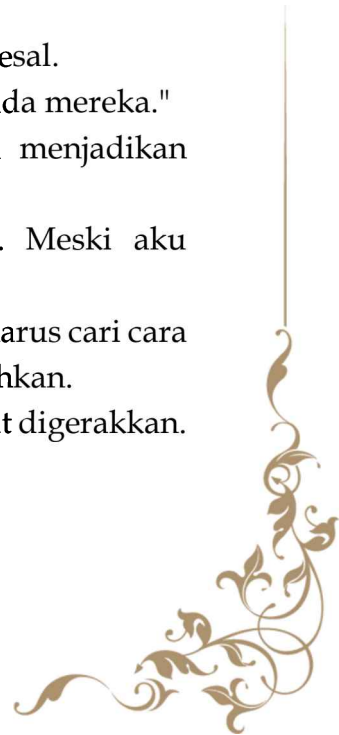 esal.
da mereka."
menjadikan
. Meski aku
arus cari cara
hkan.
t digerakkan.